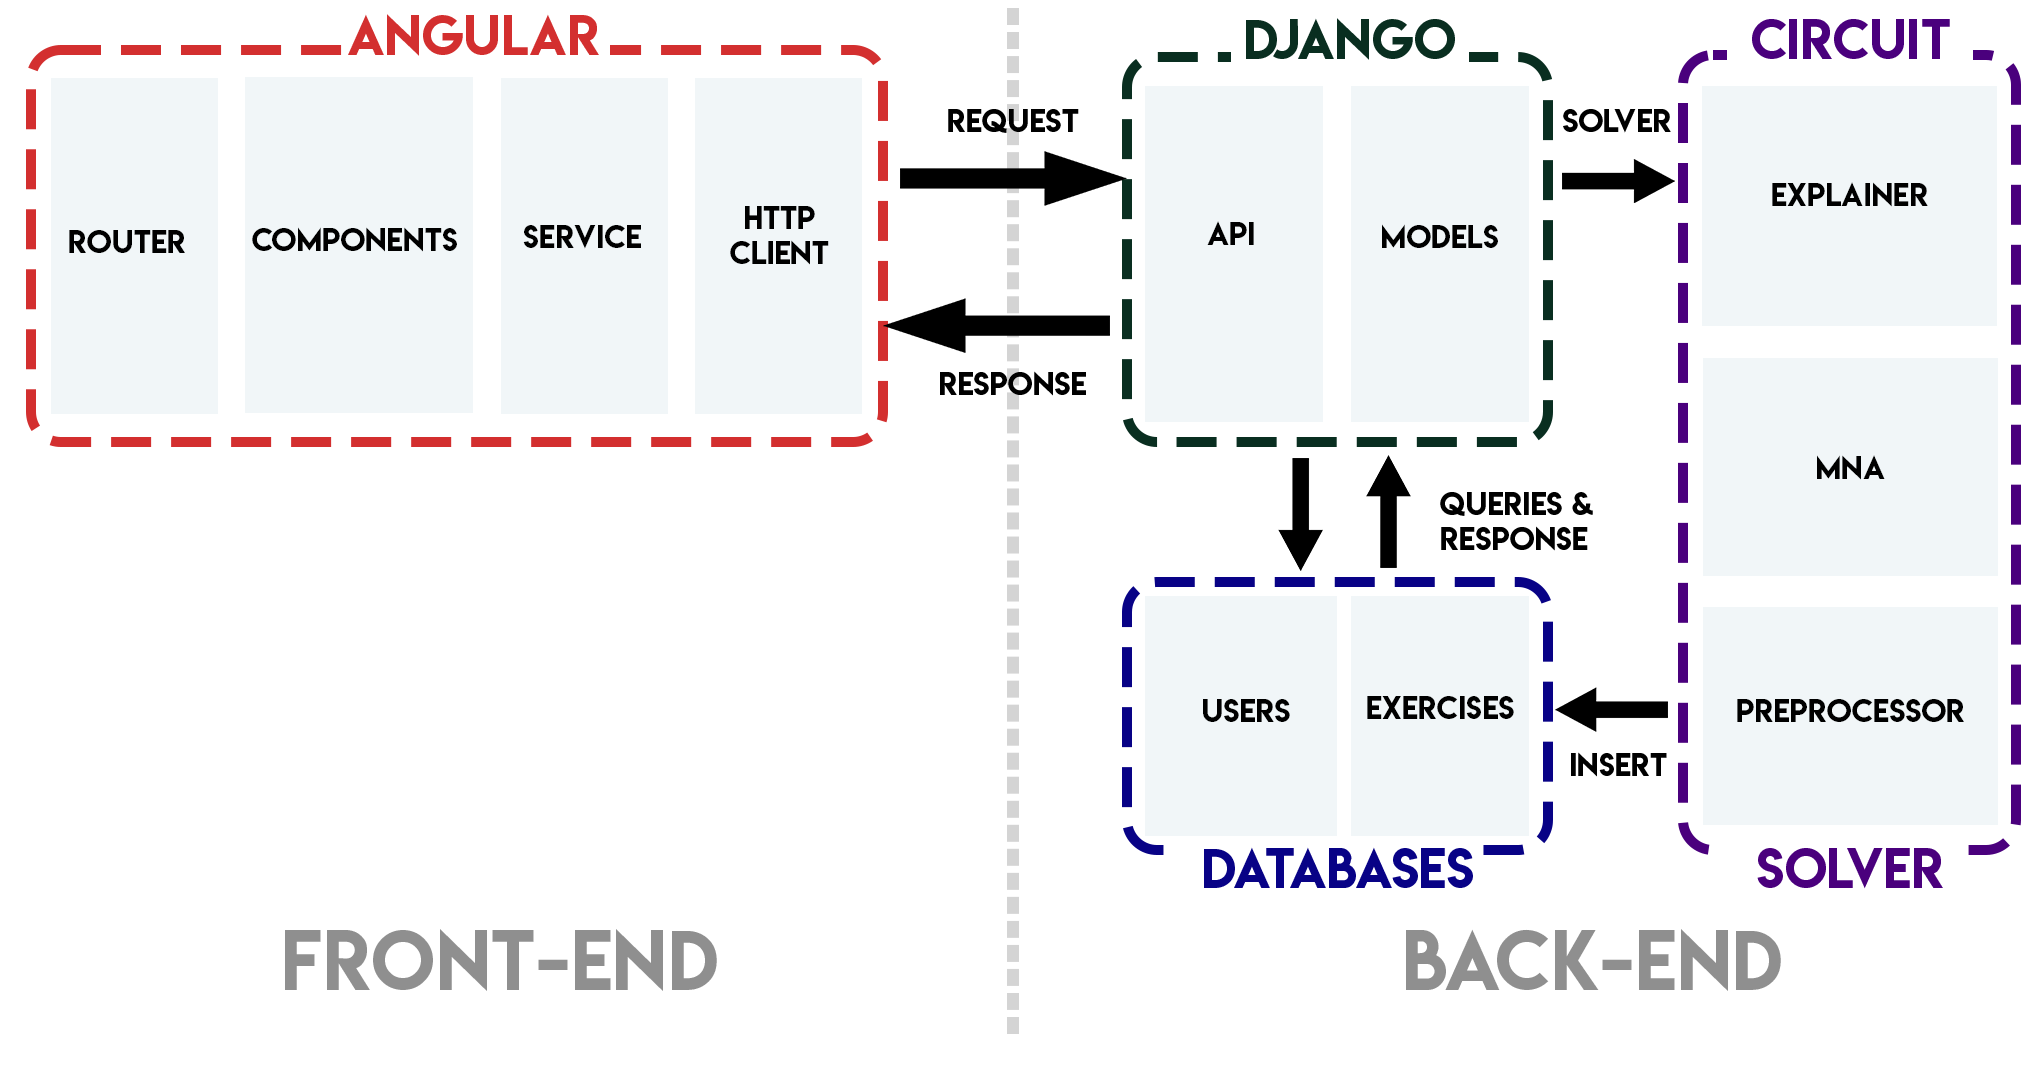 ANGULAR
ROUTER
COMPONENTS
SERVICE
HTTP
CLIENT
REQUEST
RESPONSE
DJANGO
API
MODELS
SOLVER
CIRCUIT
EXPLAINER
MNA
PREPROCESSOR
SOLVER
QUERIES &
RESPONSE
USERS
EXERCISES
INSERT
DATABASES
FRONT-END
BACK-END